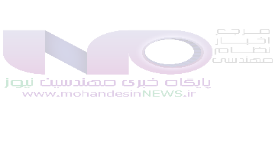 مرجع
اخبار
نظام
مهندسی
پایگاه خبری مهندسین نیوز
www.mohandesinNEWS.ir